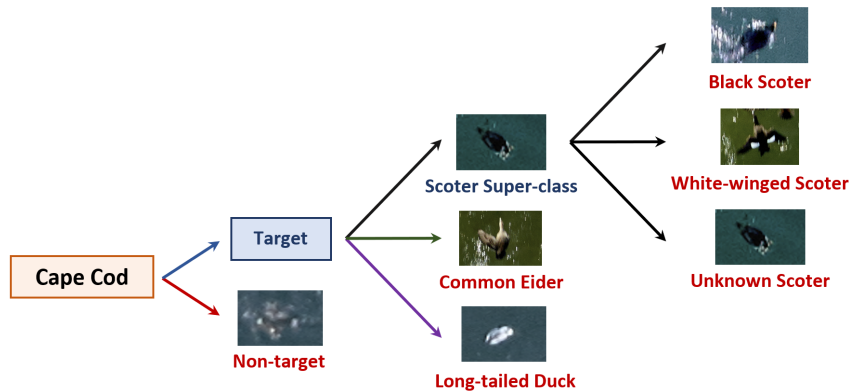 Cape Cod
Target
Non-target
Scoter Super-class
Common Eider
Long-tailed Duck
Black Scoter
White-winged Scoter
Unknown Scoter